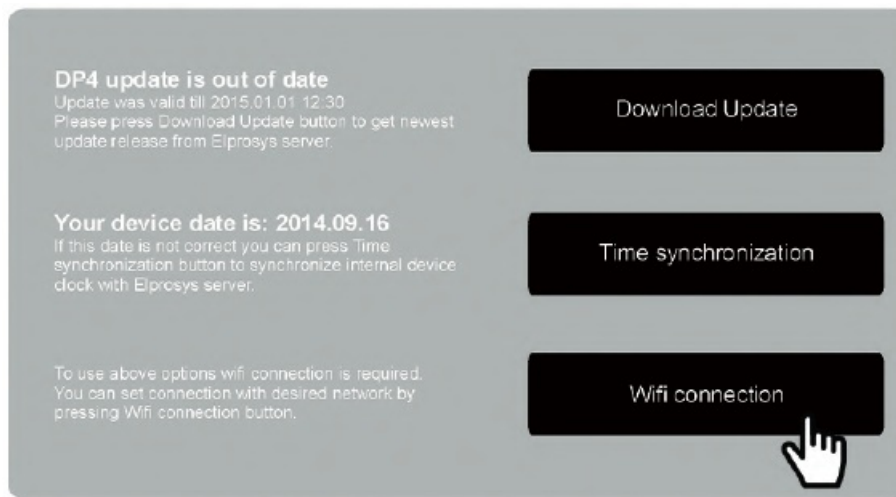 DP4 update is out of date
Update was valid till 2015.01.01 12:30
Please press Download Update button to get newest
update release from Elprosys server.
Download Update
Your device date is: 2014.09.16
If this date is not correct you can press Time
synchronization button to synchronize internal device
clock with Elprosys server.
Time synchronization
To use above options wifi connection is required.
You can set connection with desired network by
pressing Wifi connection button.
Wifi connection